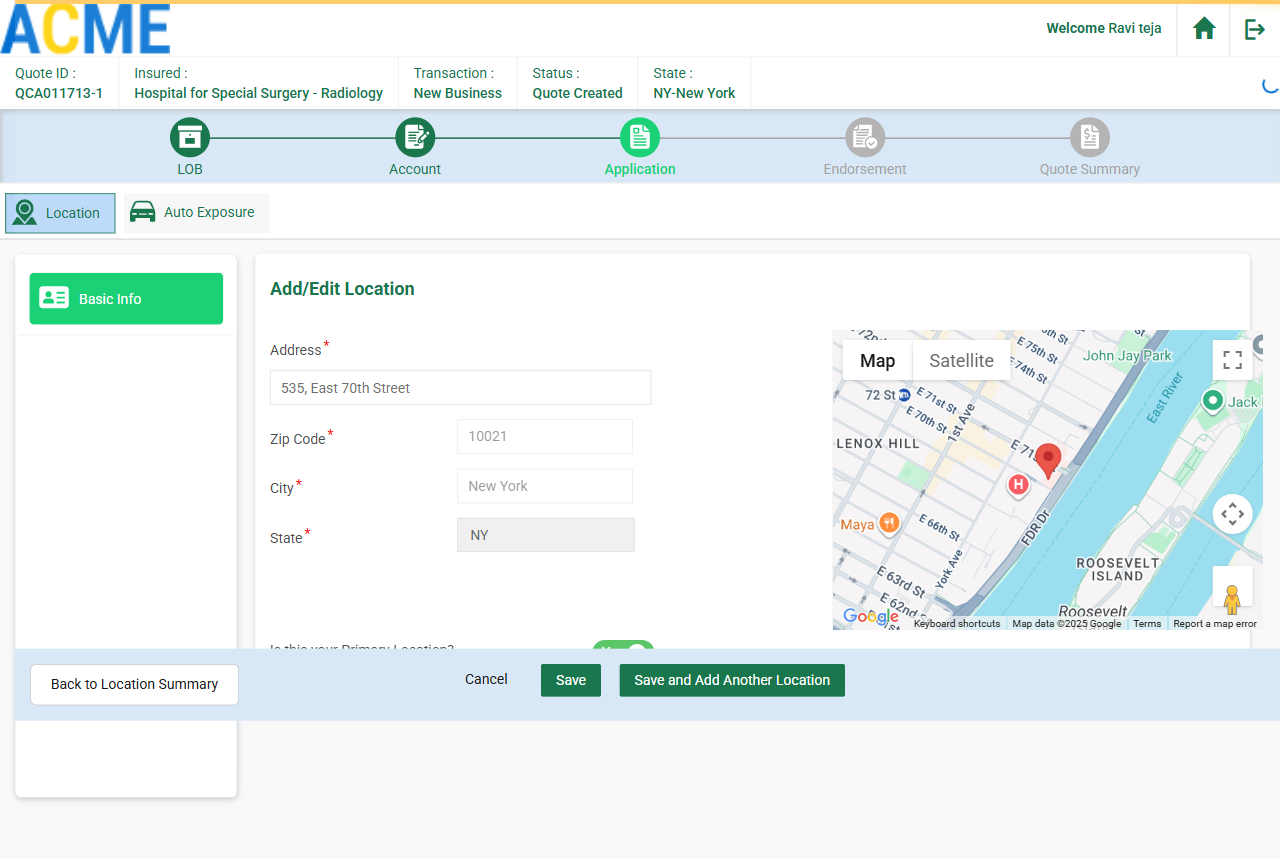 ACME
Welcome Ravi teja
Quote ID :
QCA011713-1
Insured :
Hospital for Special Surgery - Radiology
Transaction :
New Business
Status :
Quote Created
State :
NY-New York
LOB
Account
Application
Endorsement
Quote Summary
Location
Auto Exposure
Basic Info
Add/Edit Location
Address*
535, East 70th Street
Zip Code*
10021
City*
New York
State*
NY
Is this your Primary Location?
Map
Satellite
E 75th St
E 74th St
John Jay Park
72 St
E 71st St
E 70th St
1st Ave
East River
Jack
LENOX HILL
E 71s
H
Maya
E 66th St
FDR Dr
York Ave
E 63rd St
E 62nd
ROOSEVELT
ISLAND
Roosevelt
Google
Keyboard shortcuts
Map data ©2025 Google
Terms
Report a map error
Back to Location Summary
Cancel
Save
Save and Add Another Location